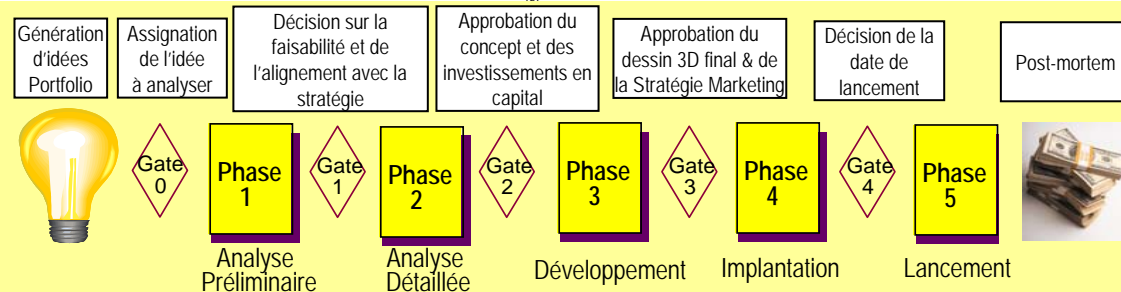 Génération
d'idées
Portfolio
Assignation
de l'idée
à analyser
Décision sur la
faisabilité et de
l'alignement avec la
stratégie
Approbation du
concept et des
investissements en
capital
Approbation du
dessin 3D final & de
la Stratégie Marketing
Décision de la
date de
lancement
Post-mortem
Gate
0
Phase
1
Gate
1
Phase
2
Gate
2
Phase
3
Gate
3
Phase
4
Gate
4
Phase
5
Analyse
Préliminaire
Analyse
Détaillée
Développement
Implantation
Lancement